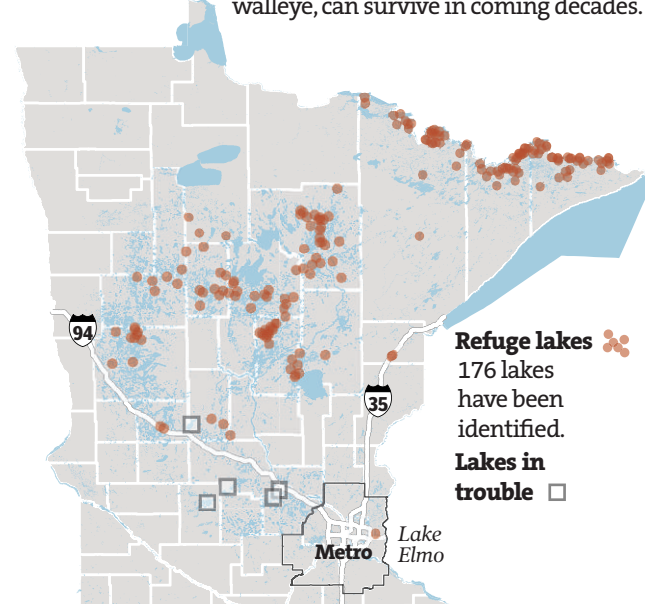 walleye, can survive in coming decades.
94
Refuge lakes
176 lakes
have been
identified.
35
Lakes in
trouble
Lake
Elmo
Metro